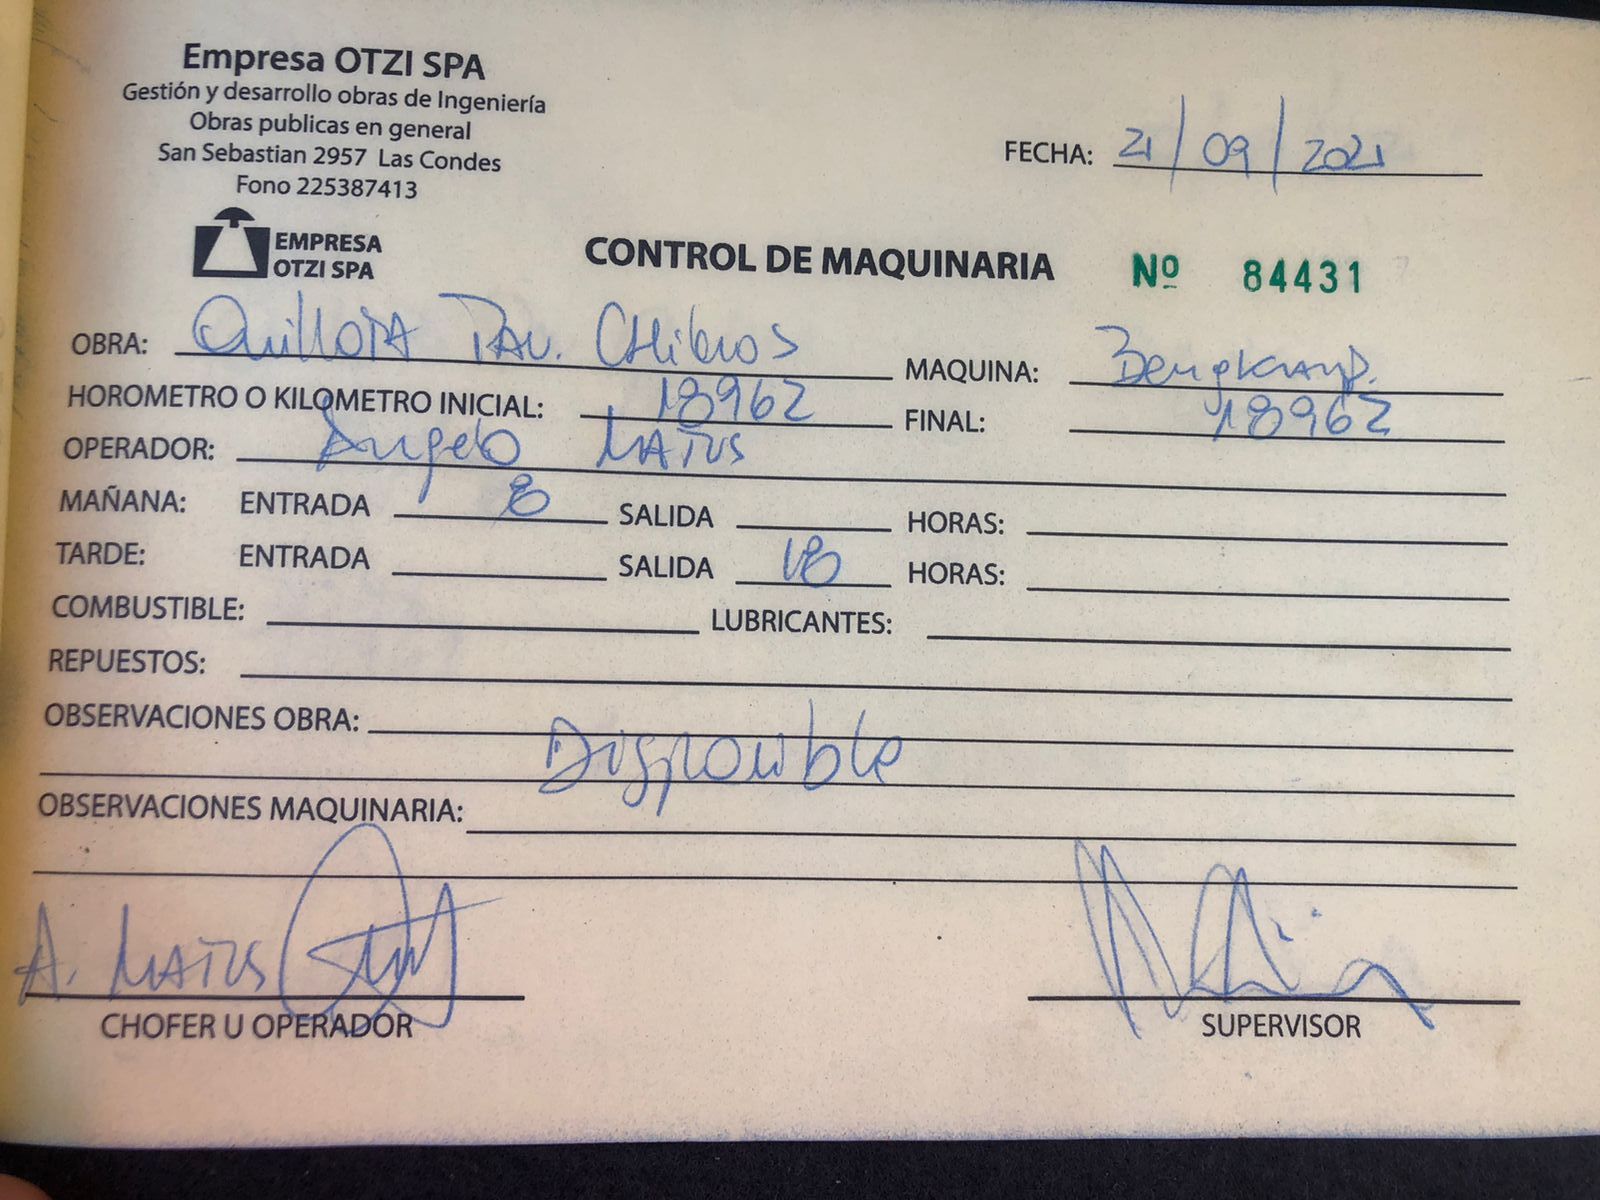 Empresa OTZI SPA
Gestión y desarrollo obras de Ingeniería
Obras publicas en general
San Sebastian 2957 Las Condes
Fono 225387413
FECHA: 21/09/2021
EMPRESA
OTZI SPA
CONTROL DE MAQUINARIA Nº 84431
OBRA: Quillota
MAQUINA:
HOROMETRO O KILOMETRO INICIAL: 18962 FINAL: 18962
OPERADOR: Angelo MATUS
MAÑANA: ENTRADA 8 SALIDA HORAS:
TARDE: ENTRADA SALIDA 18 HORAS:
COMBUSTIBLE: LUBRICANTES:
REPUESTOS:
OBSERVACIONES OBRA:
Disponible
OBSERVACIONES MAQUINARIA:
A. MATUS
CHOFER U OPERADOR
SUPERVISOR